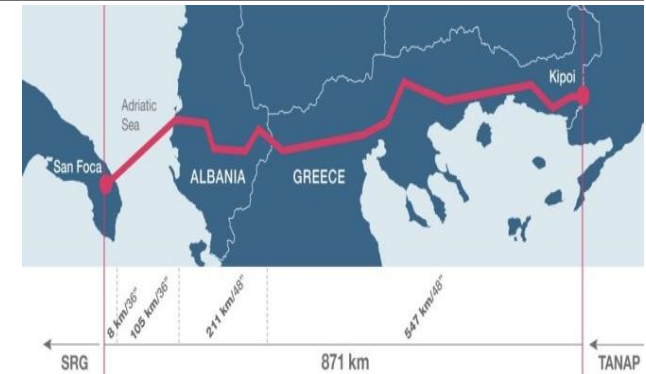 Kipoi
Adriatic
Sea
San Foca
ALBANIA
GREECE
8 km/36"
105 km/36"
211 km/48"
547 km/48"
SRG
871 km
TANAP